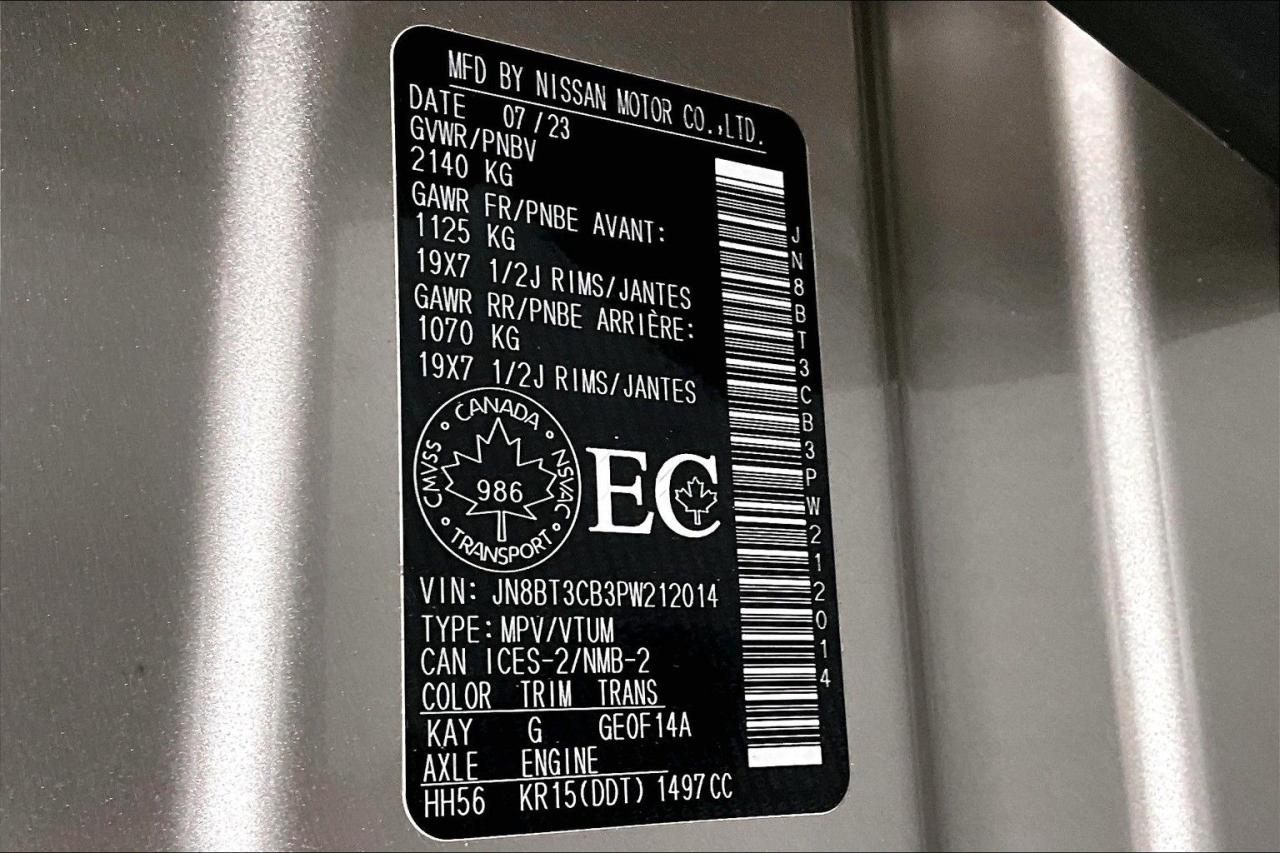 MFD BY NISSAN MOTOR CO.,LTD.
DATE 07/23
GVWR/PNBV
2140 KG
GAWR FR/PNBE AVANT:
1125 KG
19X7 1/2J RIMS/JANTES
GAWR RR/PNBE ARRIÈRE:
1070 KG
19X7 1/2J RIMS/JANTES
CANADA
CMVSS NSVAC
986
TRANSPORT
EC
VIN: JN8BT3CB3PW212014
TYPE:MPV/VTUM
CAN ICES-2/NMB-2
COLOR TRIM TRANS
KAY G GEOF14A
AXLE ENGINE
HH56 KR15(DDT) 1497CC
JN8BT3CB3PW212014